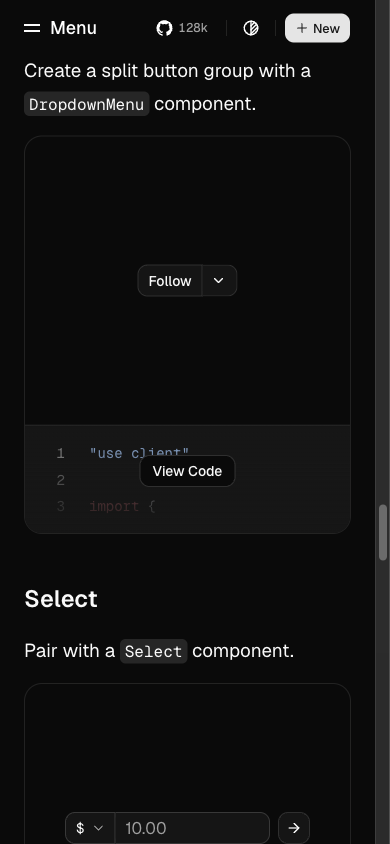 Menu
128k
+ New
Create a split button group with a
DropdownMenu component.
Follow
1 "use client"
2
3 import {
View Code
Select
Pair with a Select component.
$ 10.00